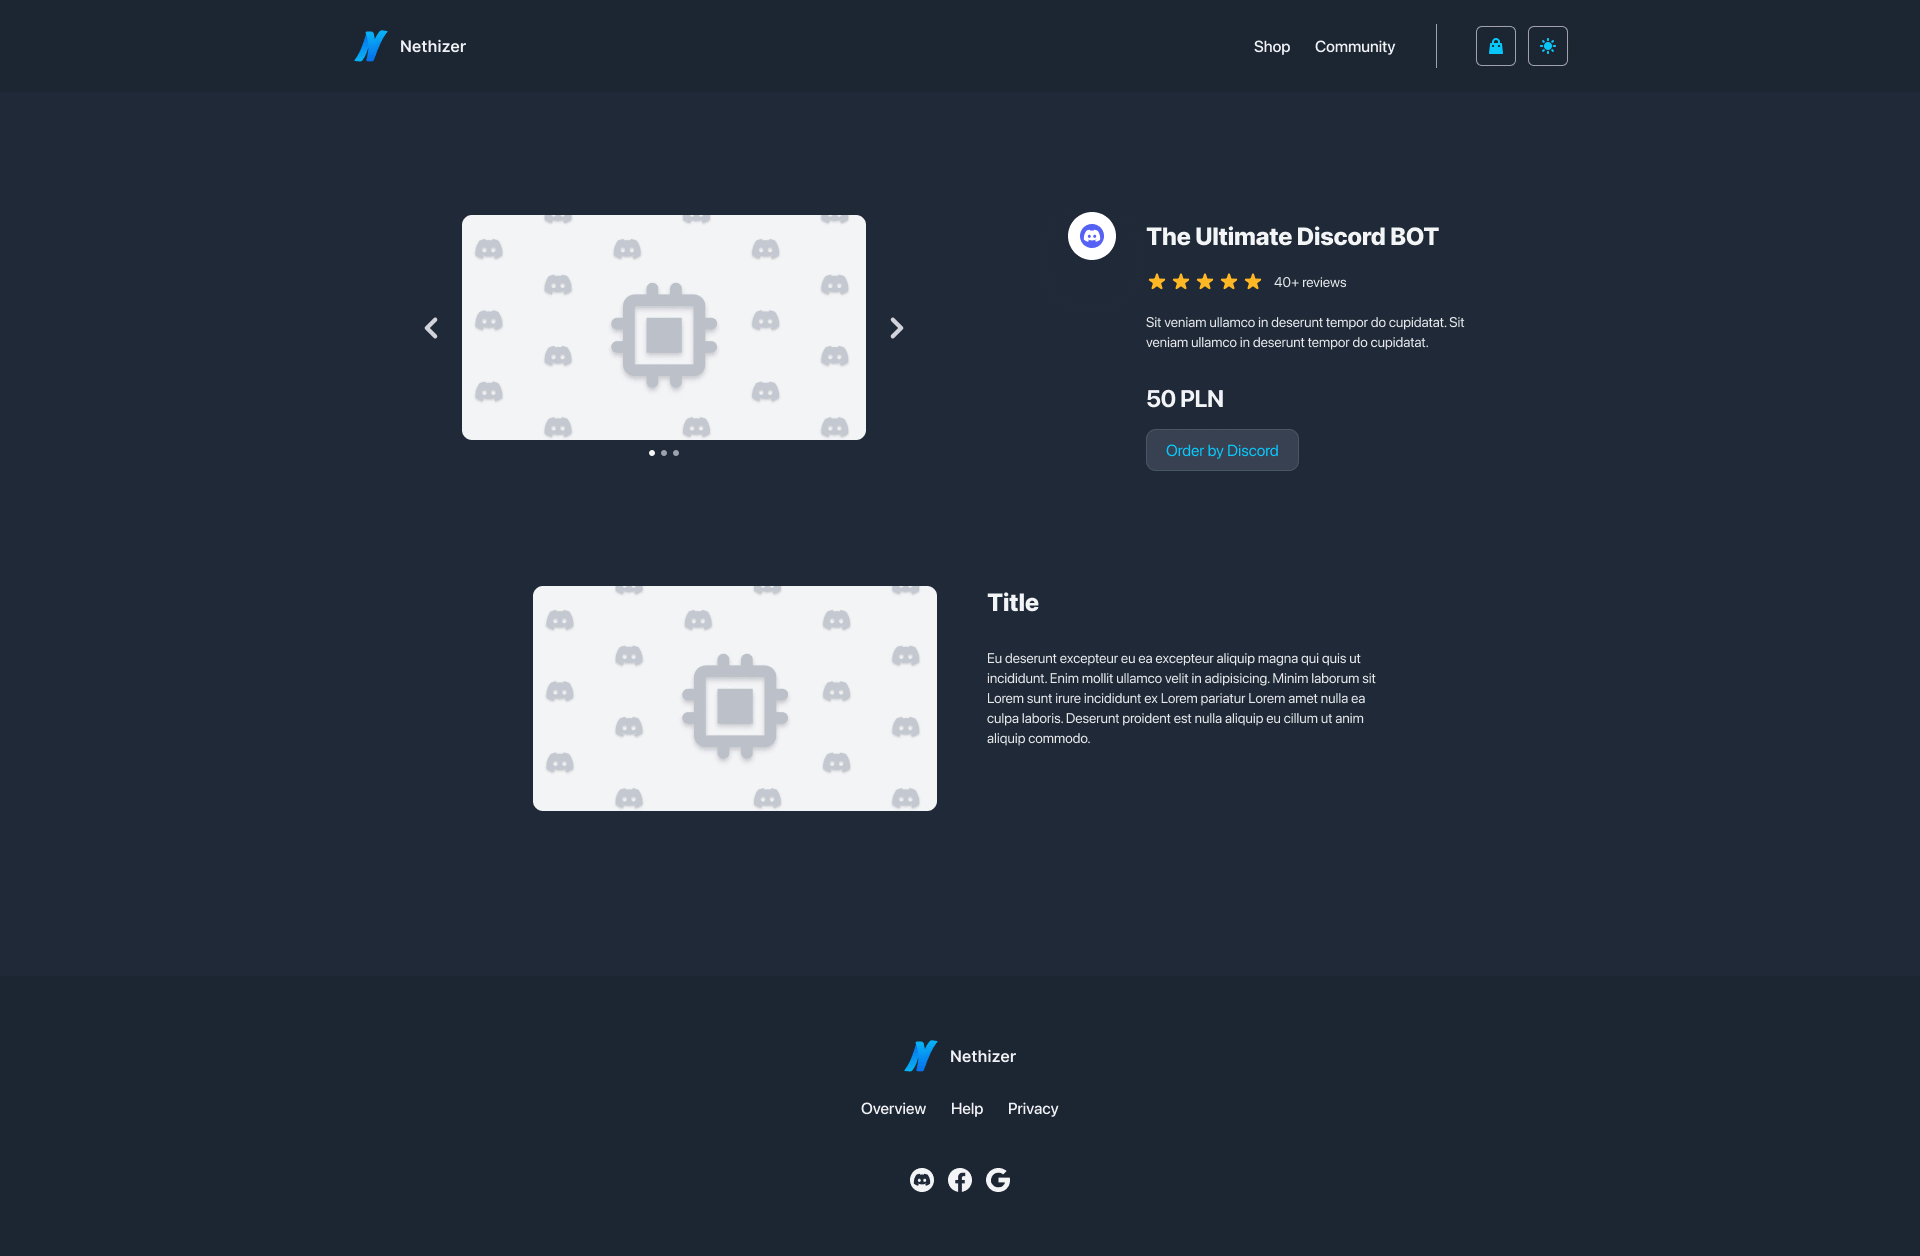 Nethizer
Shop
Community
The Ultimate Discord BOT
40+ reviews
Sit veniam ullamco in deserunt tempor do cupidatat. Sit
veniam ullamco in deserunt tempor do cupidatat.
50 PLN
Order by Discord
Title
Eu deserunt excepteur eu ea excepteur aliquip magna qui quis ut
incididunt. Enim mollit ullamco velit in adipisicing. Minim laborum sit
Lorem sunt irure incididunt ex Lorem pariatur Lorem amet nulla ea
culpa laboris. Deserunt proident est nulla aliquip eu cillum ut anim
aliquip commodo.
Nethizer
Overview
Help
Privacy